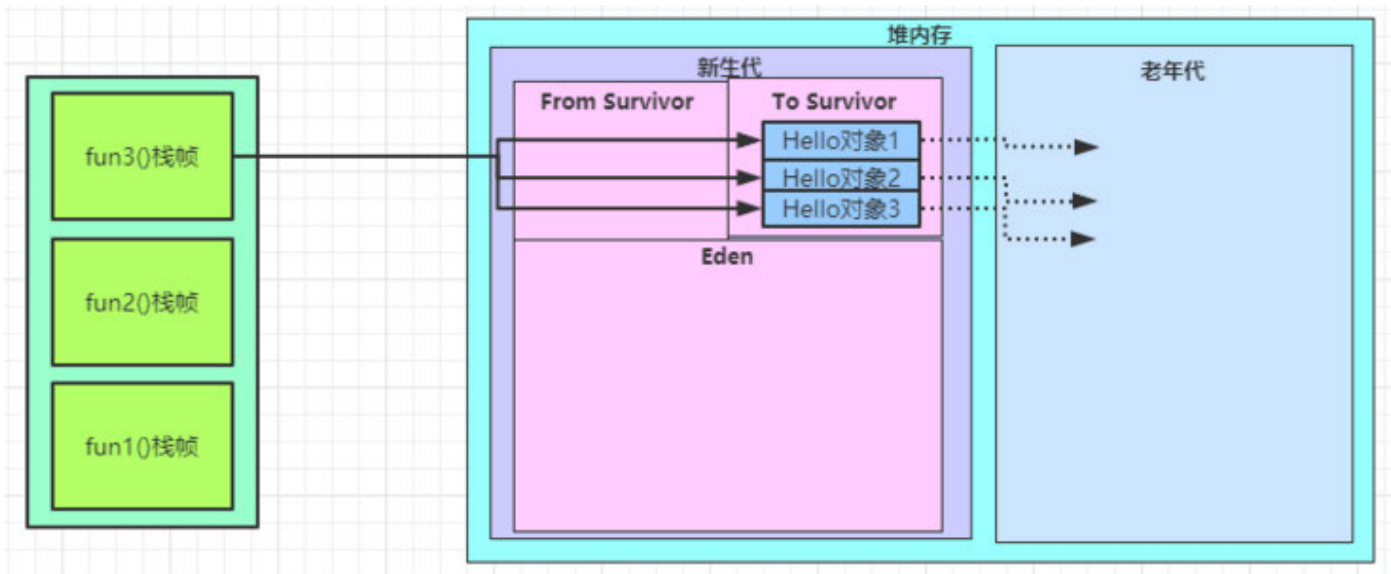 堆内存
新生代
老年代
From Survivor
To Survivor
fun3()栈帧
Hello对象1
Hello对象2
Hello对象3
Eden
fun2()栈帧
fun1()栈帧